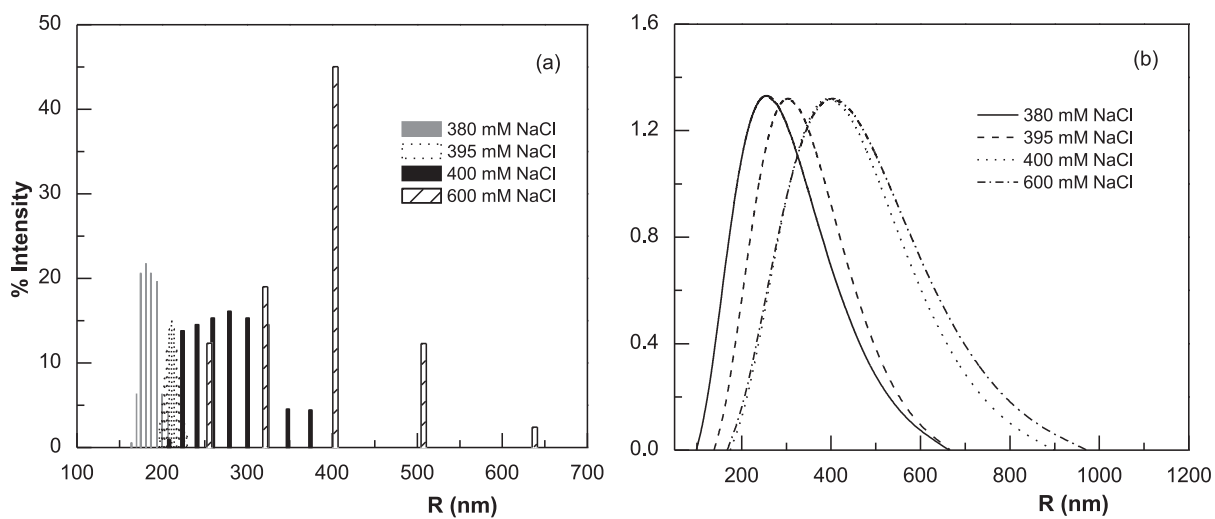 50
40
30
20
10
0
% Intensity
(a)
380 mM NaCl
395 mM NaCl
400 mM NaCl
600 mM NaCl
100 200 300 400 500 600 700
R (nm)
1.6
1.2
0.8
0.4
0.0
(b)
380 mM NaCl
395 mM NaCl
400 mM NaCl
600 mM NaCl
200 400 600 800 1000 1200
R (nm)